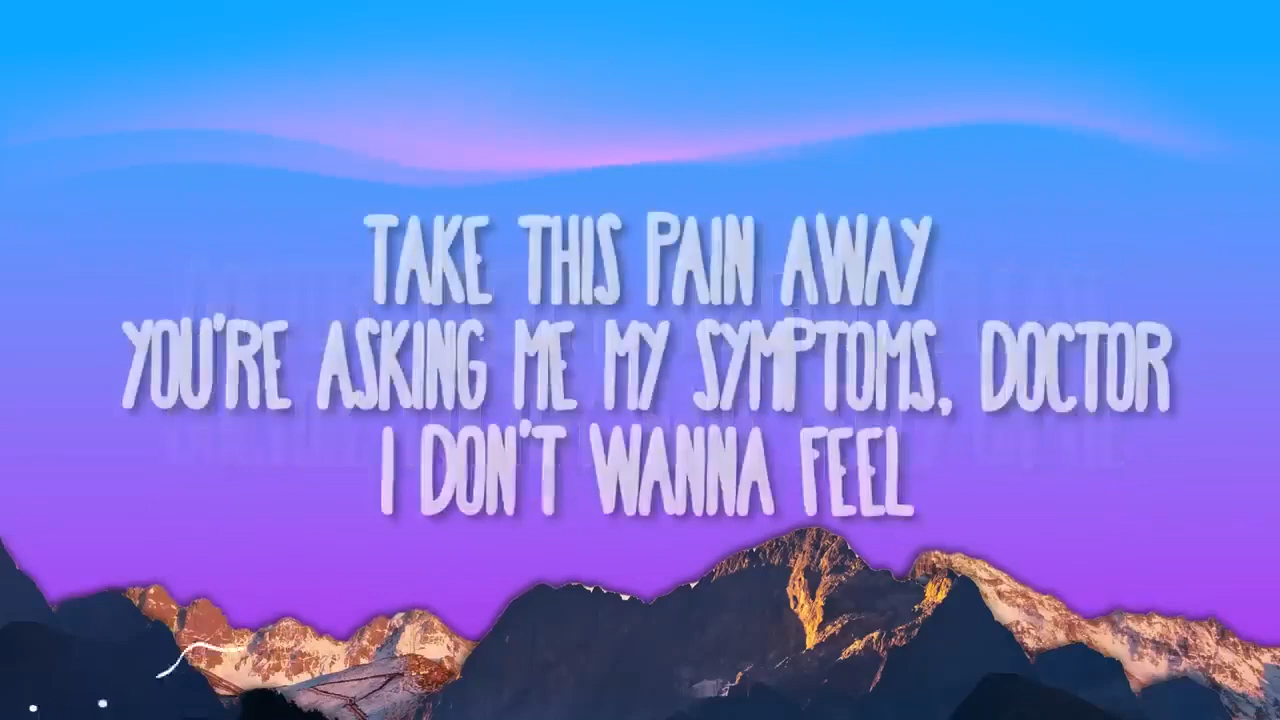 TAKE THIS PAIN AWAY
YOU'RE ASKING ME MY SYMPTOMS, DOCTOR
I DON'T WANNA FEEL